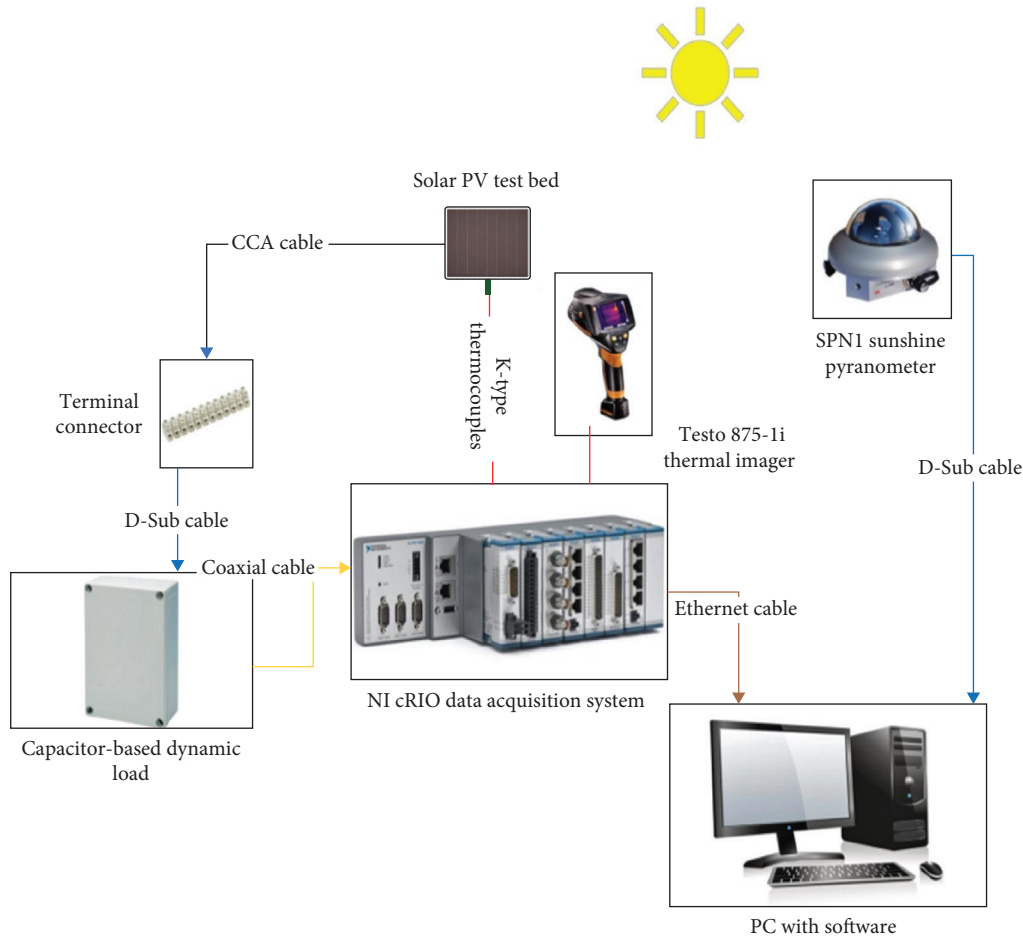 Solar PV test bed
CCA cable
K-type
thermocouples
SPN1 sunshine
pyranometer
Terminal
connector
Testo 875-1i
thermal imager
D-Sub cable
D-Sub cable
Coaxial cable
Ethernet cable
NI cRIO data acquisition system
Capacitor-based dynamic
load
PC with software